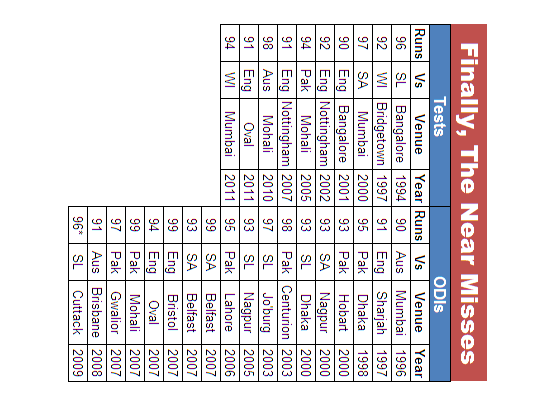 Finally, The Near Misses
Tests ODIs
Runs Vs Venue Year Runs Vs Venue Year
96 SL Bangalore 1994 90 Aus Mumbai 1996
92 WI Bridgetown 1997 91 Eng Sharjah 1997
97 SA Mumbai 2000 95 Pak Dhaka 1998
90 Eng Bangalore 2001 93 Pak Hobart 2000
92 Eng Nottingham 2002 93 SA Nagpur 2000
94 Pak Mohali 2005 93 SL Dhaka 2000
91 Eng Nottingham 2007 98 Pak Centurion 2003
98 Aus Mohali 2010 97 SL Jo'burg 2003
91 Eng Oval 2011 93 SL Nagpur 2005
94 WI Mumbai 2011 95 Pak Lahore 2006
99 SA Belfast 2007
93 SA Belfast 2007
99 Eng Bristol 2007
94 Eng Oval 2007
99 Pak Mohali 2007
97 Pak Gwalior 2007
91 Aus Brisbane 2008
96* SL Cuttack 2009